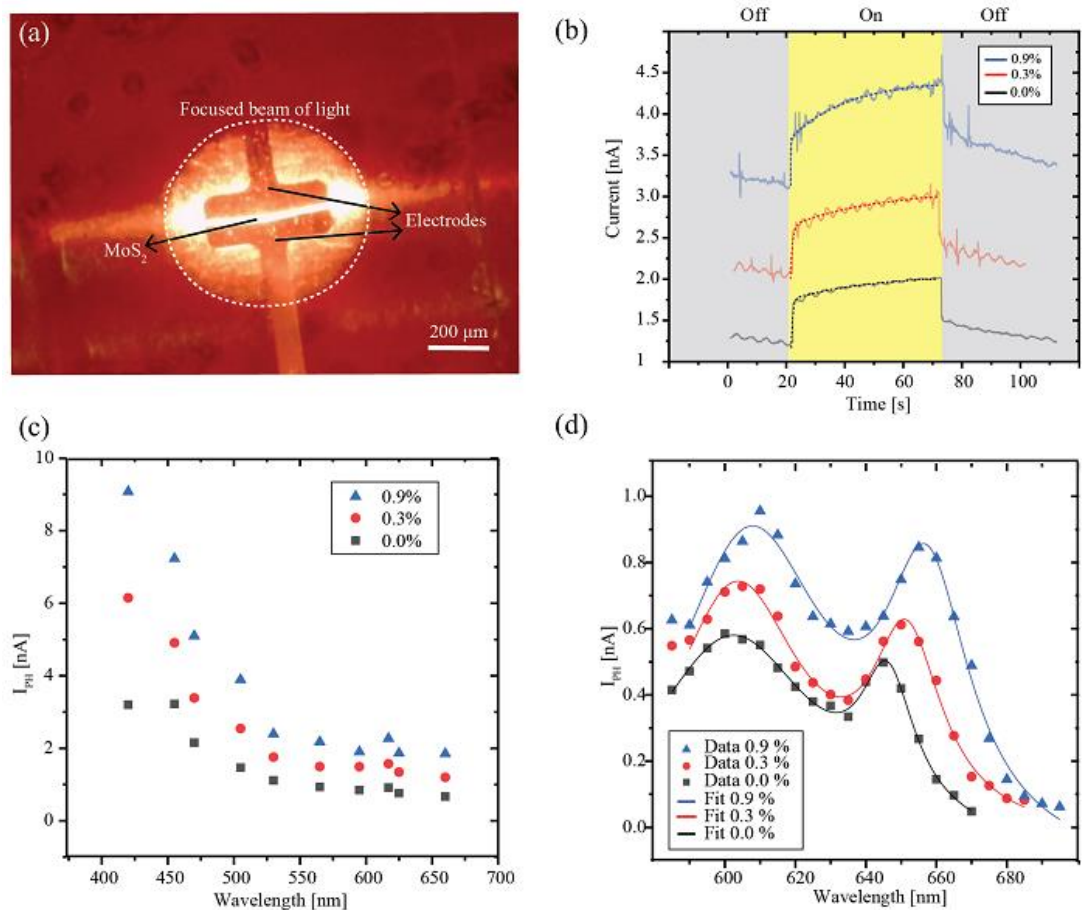 (a)
Focused beam of light
Electrodes
MoS₂
200 μm
(b)
Off On Off
0.9%
0.3%
0.0%
4.5
4.0
3.5
3.0
2.5
2.0
1.5
1
Current [nA]
0 20 40 60 80 100
Time [s]
(c)
10
8
6
4
2
0
I_PH [nA]
0.9%
0.3%
0.0%
400 450 500 550 600 650 700
Wavelength [nm]
(d)
1.0
0.8
0.6
0.4
0.2
0.0
I_PH [nA]
Data 0.9 %
Data 0.3 %
Data 0.0 %
Fit 0.9 %
Fit 0.3 %
Fit 0.0 %
600 620 640 660 680
Wavelength [nm]